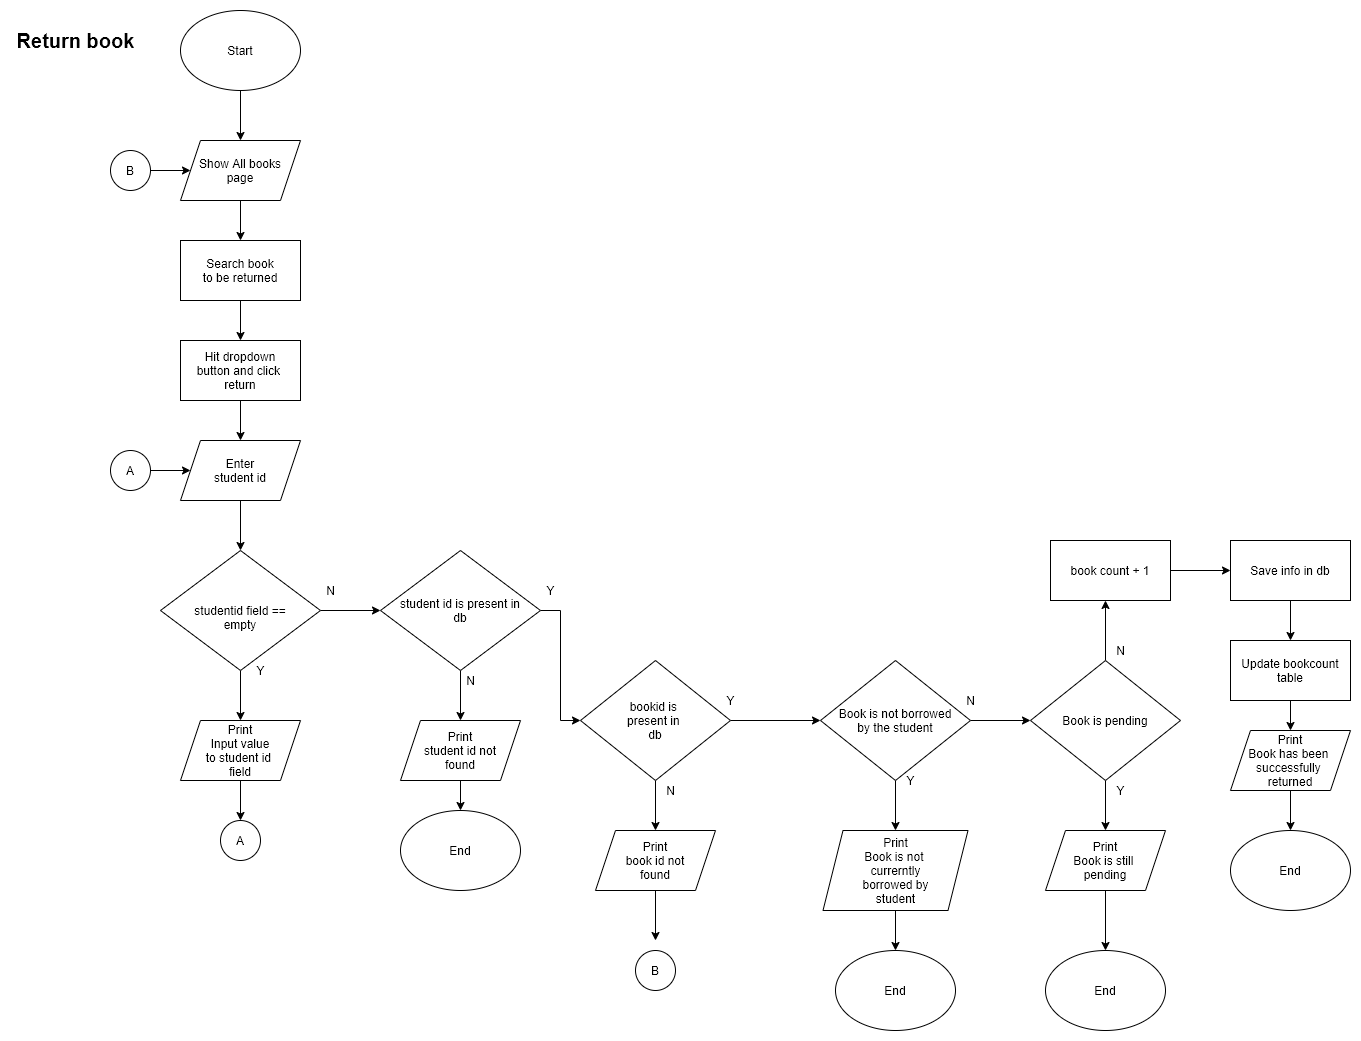 Return book
Start
B
Show All books
page
Search book
to be returned
Hit dropdown
button and click
return
A
Enter
student id
studentid field ==
empty
N
Y
Print
Input value
to student id
field
A
student id is present in
db
Y
N
Print
student id not
found
End
bookid is
present in
db
Y
N
Print
book id not
found
B
Book is not borrowed
by the student
N
Y
Print
Book is not
currerntly
borrowed by
student
End
Book is pending
N
Y
Print
Book is still
pending
End
book count + 1
Save info in db
Update bookcount
table
Print
Book has been
successfully
returned
End